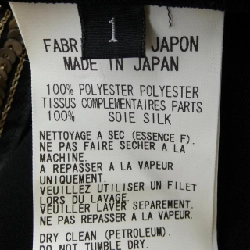 1
FABRI JAPON
MADE IN JAPAN
100% POLYESTER POLYESTER
TISSUS COMPLEMENTAIRES PARTS
100% SOIE SILK
NETTOYAGE A SEC (ESSENCE F).
NE PAS FAIRE SECHER A LA
MACHINE.
A REPASSER A LA VAPEUR
UNIQUEMENT.
VEUILLEZ UTILISER UN FILET
LORS DU LAVAGE.
VEUILLER LAVER SEPAREMENT.
NE PAS REPASSER A LA VAPEUR.
DRY CLEAN (PETROLEUM).
DO NOT TUMBLE DRY.